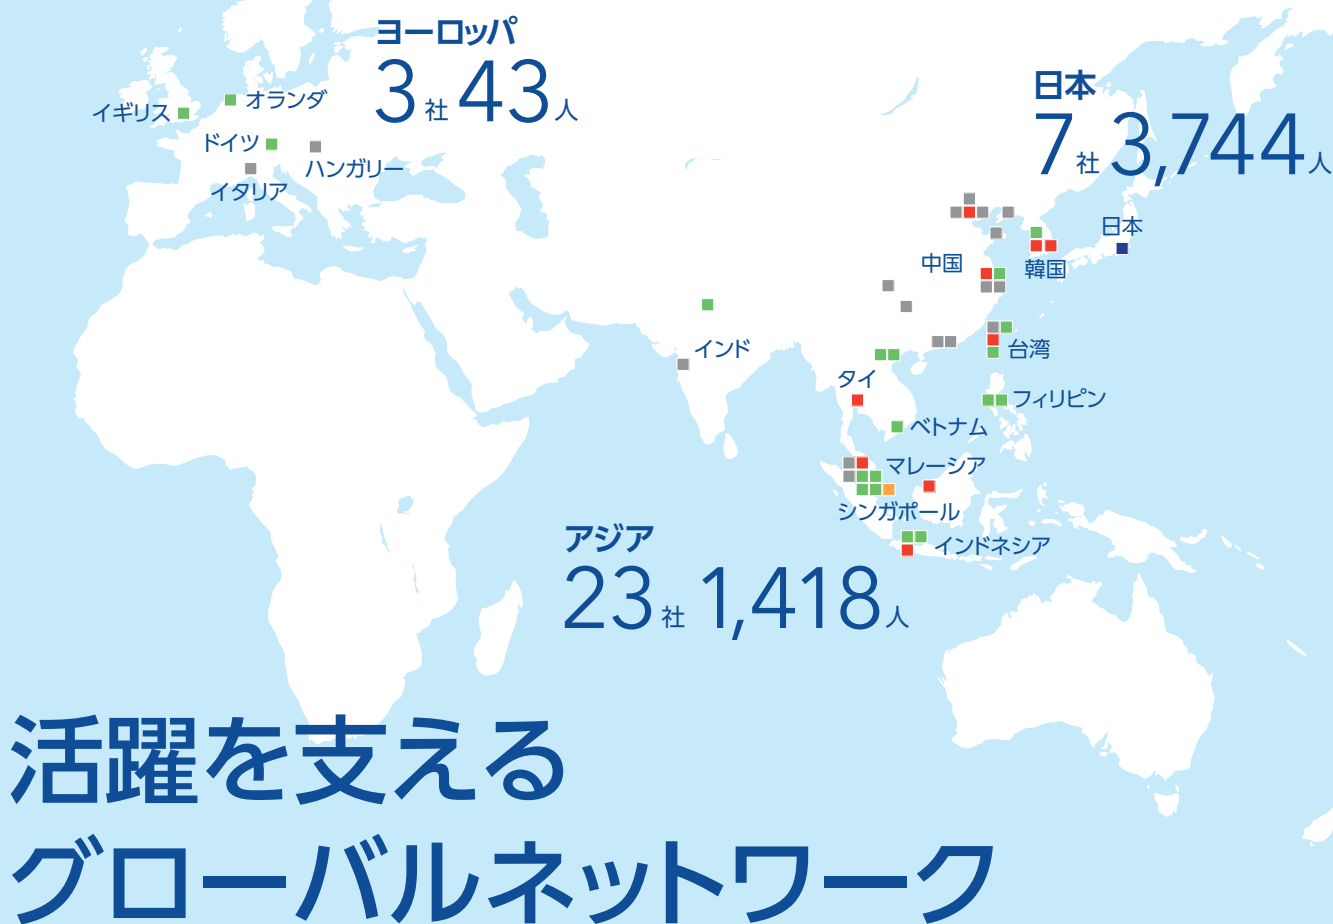 ヨーロッパ
3社43人
日本
7社3,744人
イギリス
オランダ
ドイツ
ハンガリー
イタリア
日本
中国
韓国
インド
台湾
タイ
フィリピン
ベトナム
マレーシア
シンガポール
インドネシア
アジア
23社1,418人
活躍を支える
グローバルネットワーク